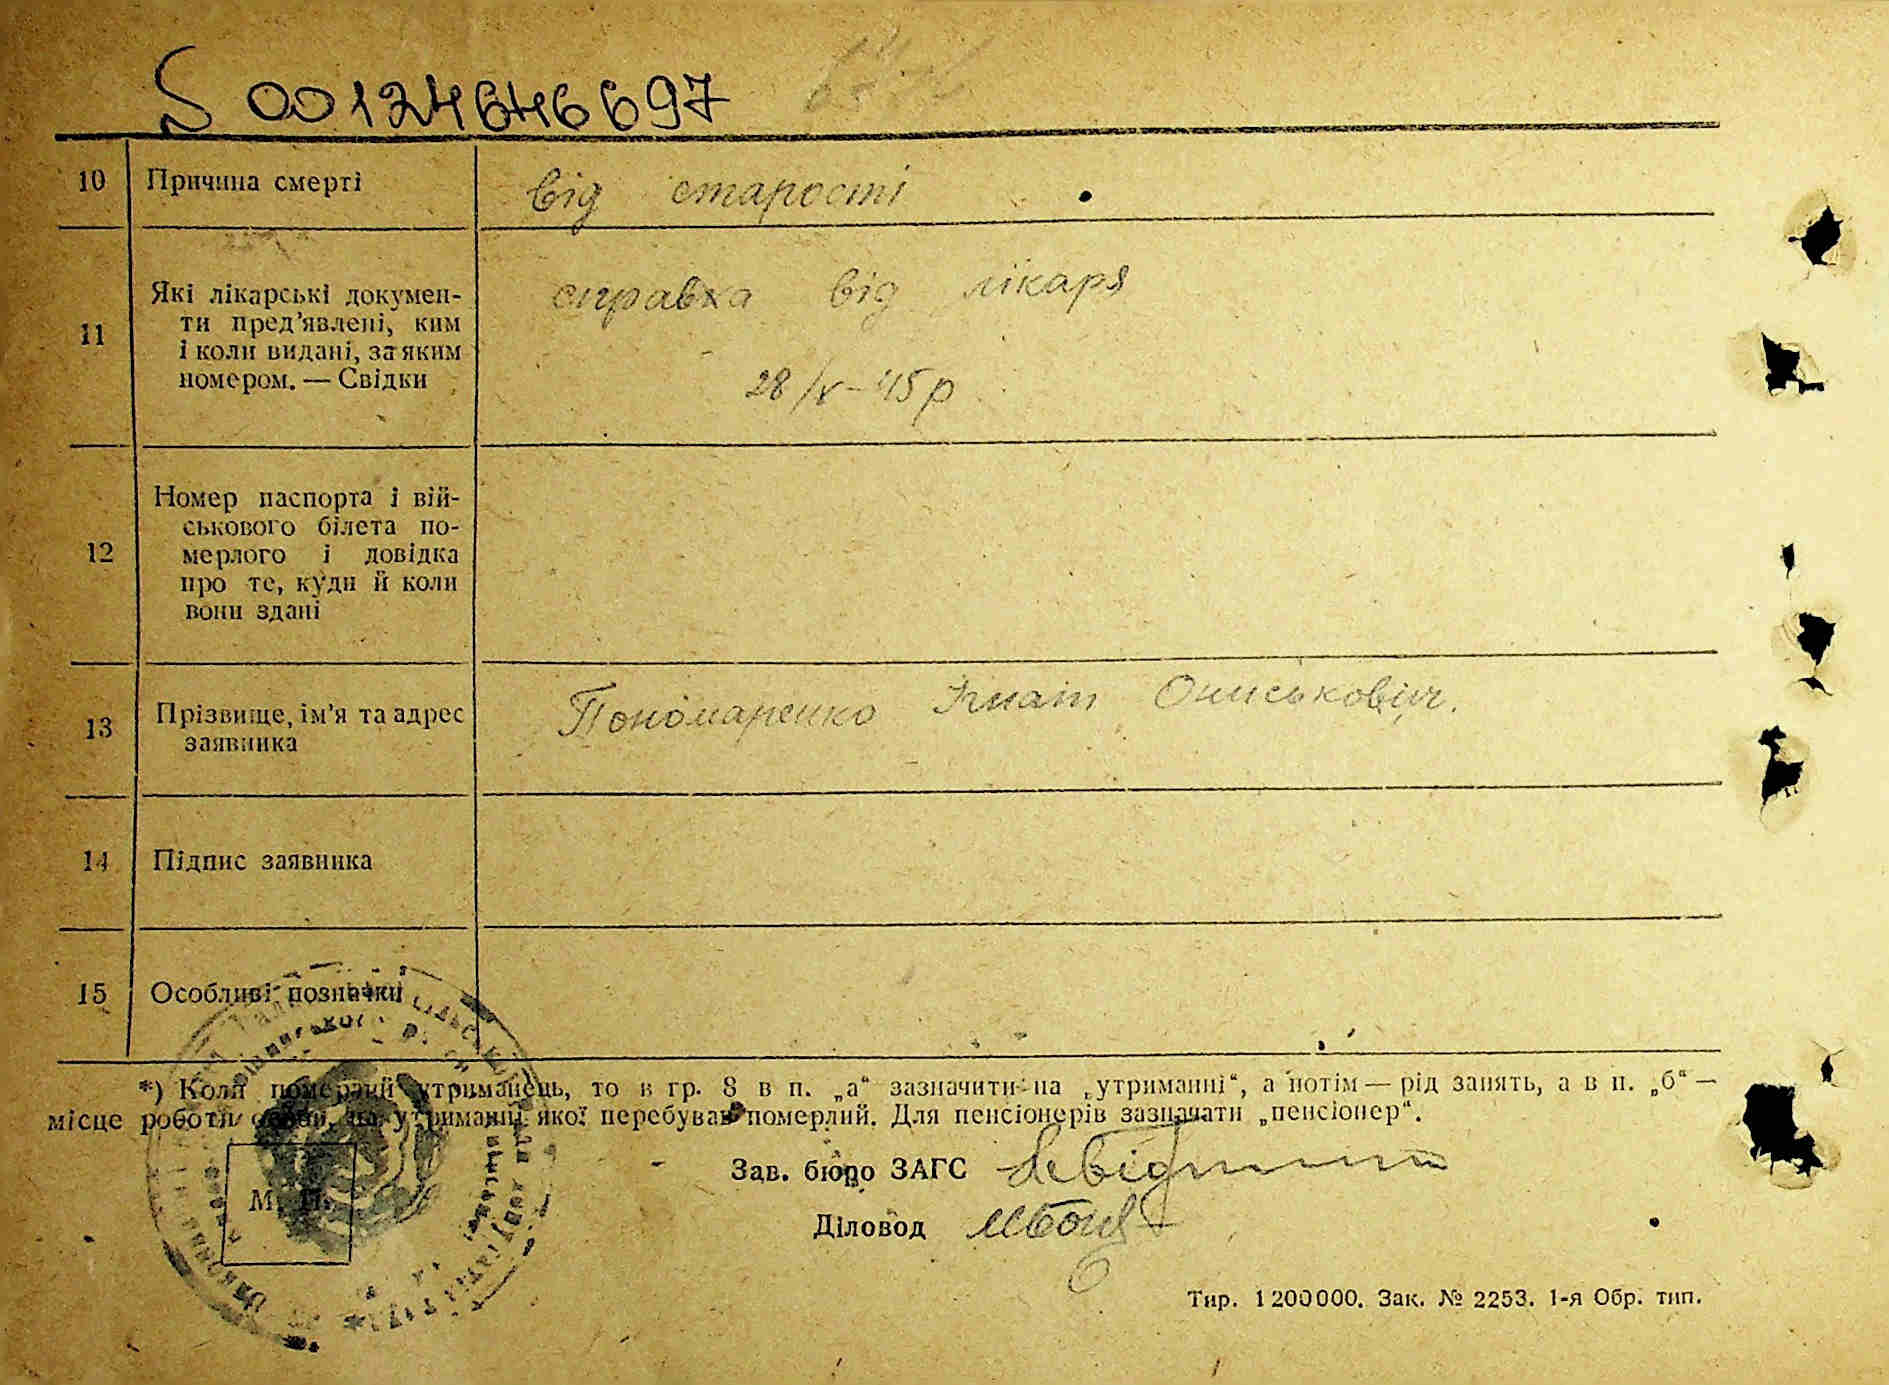 S 00124646697
10 Причина смерті від старості
11 Які лікарські докумен-
ти пред'явлені, ким
і коли видані, за яким
номером. — Свідки
справка від лікаря
28/V-45р
12 Номер паспорта і вій-
ськового білета по-
мерлого і довідка
про те, куди й коли
вони здані
13 Прізвище, ім'я та адрес
заявника
Пономаренко Ігнат Ониськовіч.
14 Підпис заявника
15 Особливі позначки
*) Коли померлий утриманець, то в гр. 8 в п. „а“ зазначити на „утриманні“, а потім — рід занять, а в п. „б“ —
місце роботи особи, на утриманні якої перебував померлий. Для пенсіонерів зазначати „пенсіонер“.
Зав. бюро ЗАГС
М. П.
Діловод
Тир. 1200000. Зак. № 2253. 1-я Обр. тип.